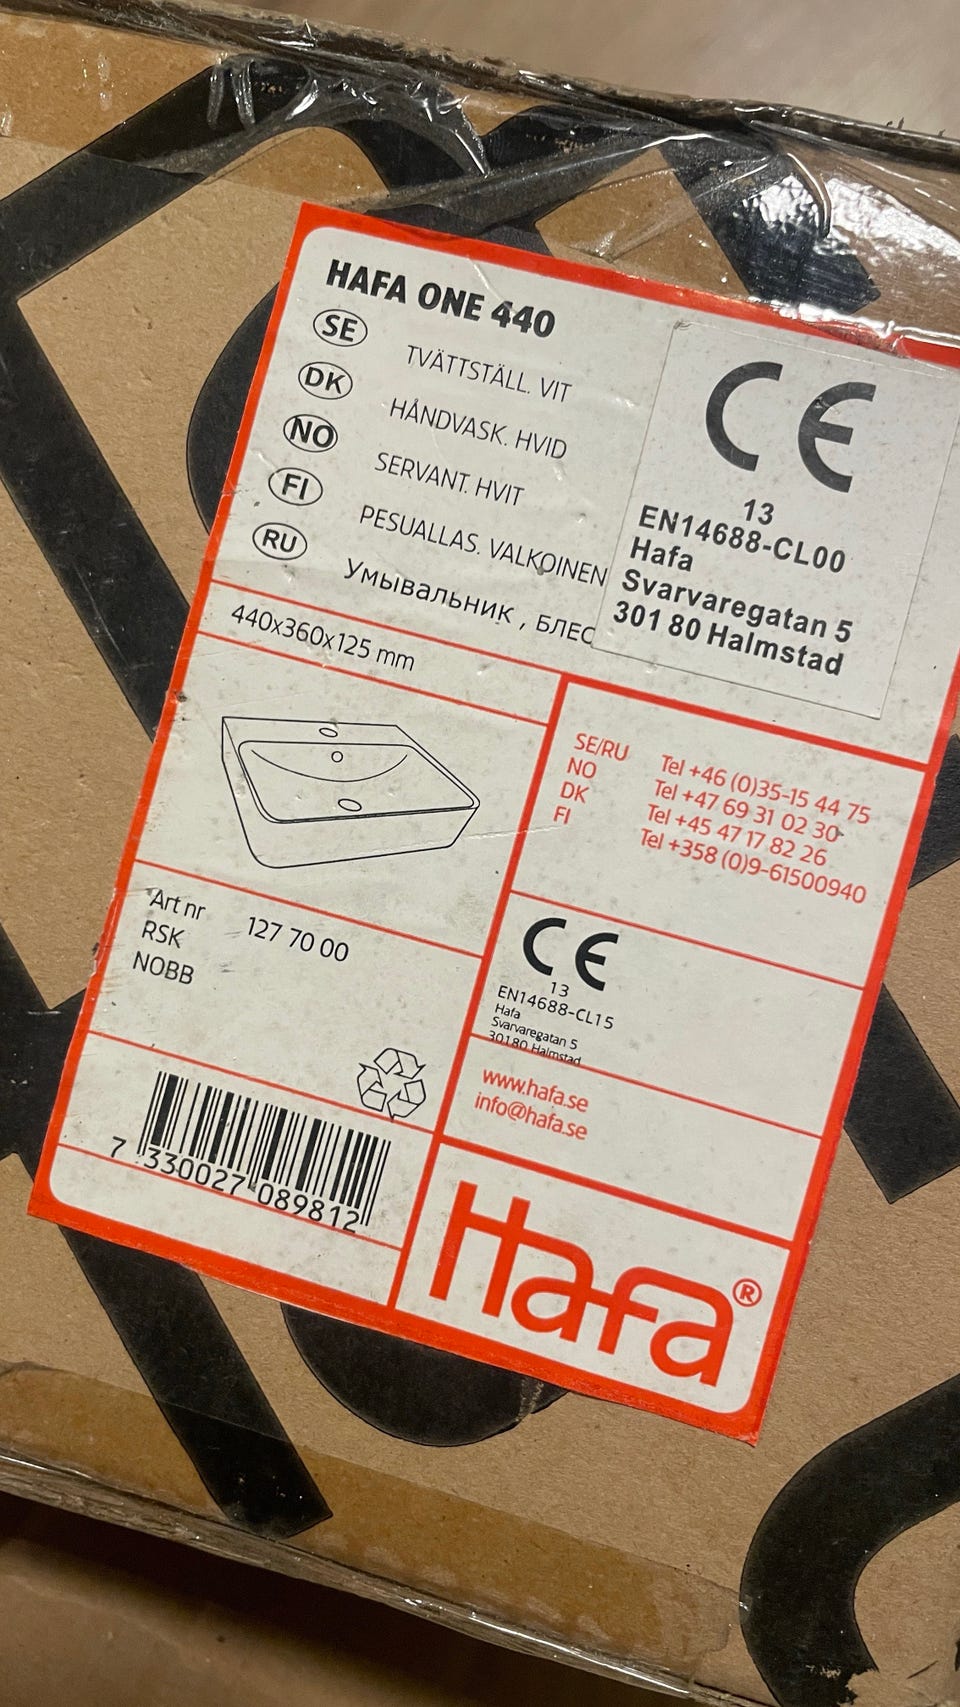 HAFA ONE 440
SE TVÄTTSTÄLL. VIT
DK HÅNDVASK. HVID
NO SERVANT. HVIT
FI PESUALLAS. VALKOINEN
RU Умывальник , БЛЕС
CE
13
EN14688-CL00
Hafa
Svarvaregatan 5
301 80 Halmstad
440x360x125 mm
SE/RU Tel +46 (0)35-15 44 75
NO Tel +47 69 31 02 30
DK Tel +45 47 17 82 26
FI Tel +358 (0)9-61500940
Art nr 127 70 00
RSK
NOBB
CE
13
EN14688-CL15
Hafa
Svarvaregatan 5
30180 Halmstad
www.hafa.se
info@hafa.se
7 330027 089812
Hafa®